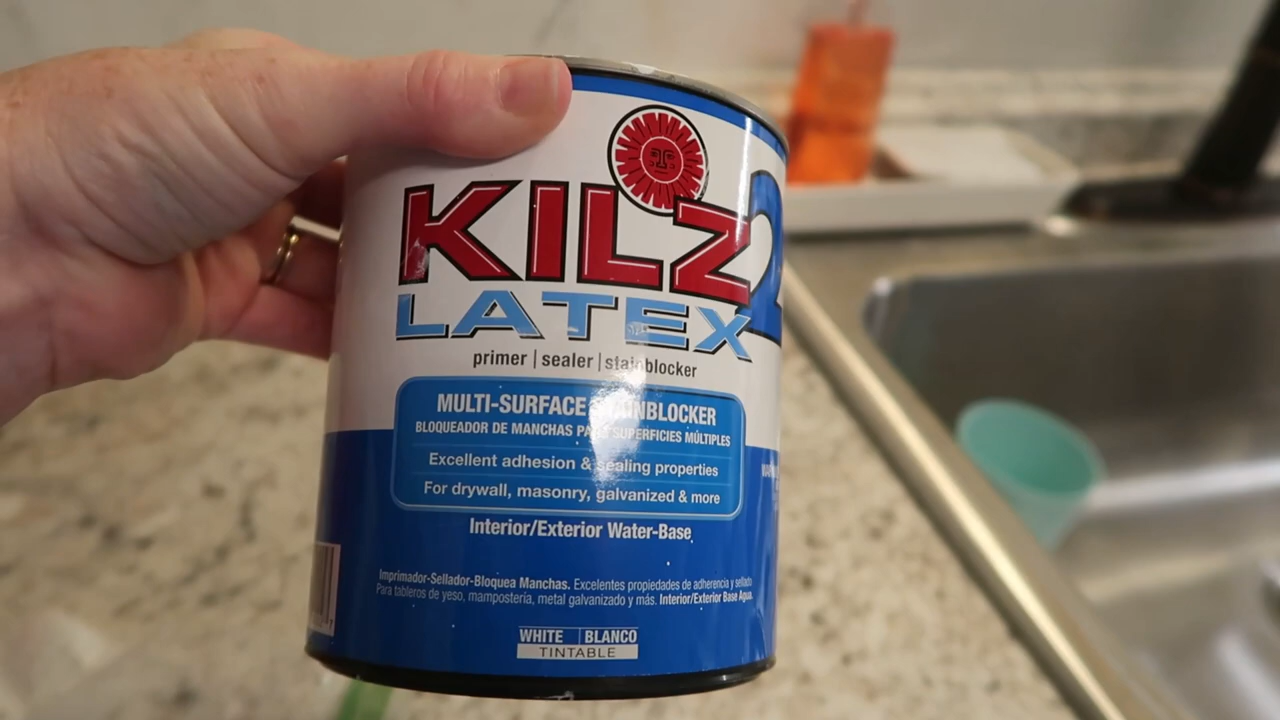 KILZ 2
LATEX
primer | sealer | stainblocker
MULTI-SURFACE STAINBLOCKER
BLOQUEADOR DE MANCHAS PARA SUPERFICIES MÚLTIPLES
Excellent adhesion & sealing properties
For drywall, masonry, galvanized & more
Interior/Exterior Water-Base
Imprimador-Sellador-Bloquea Manchas. Excelentes propiedades de adherencia y sellado
Para tableros de yeso, mampostería, metal galvanizado y más. Interior/Exterior Base Agua.
WHITE | BLANCO
TINTABLE